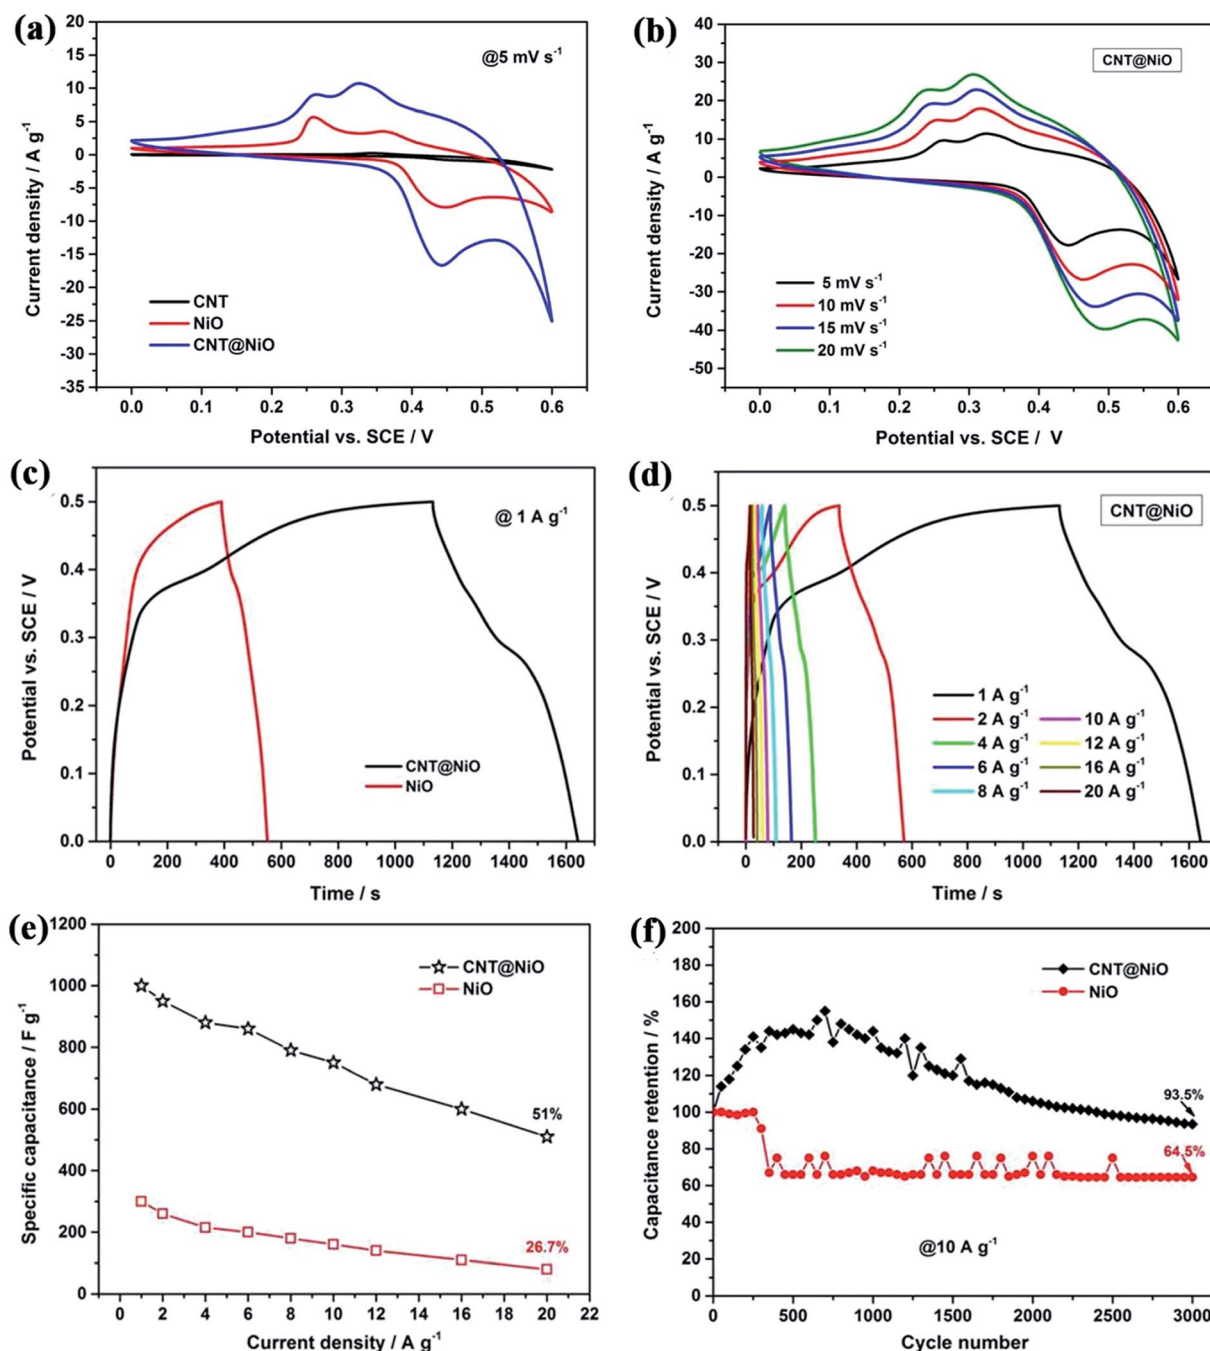 (a)
@5 mV s⁻¹
20
15
10
5
0
-5
-10
-15
-20
-25
-30
-35
Current density / A g⁻¹
CNT
NiO
CNT@NiO
0.0 0.1 0.2 0.3 0.4 0.5 0.6
Potential vs. SCE / V
(b)
CNT@NiO
40
30
20
10
0
-10
-20
-30
-40
-50
Current density / A g⁻¹
5 mV s⁻¹
10 mV s⁻¹
15 mV s⁻¹
20 mV s⁻¹
0.0 0.1 0.2 0.3 0.4 0.5 0.6
Potential vs. SCE / V
(c)
@ 1 A g⁻¹
0.5
0.4
0.3
0.2
0.1
0.0
Potential vs. SCE / V
CNT@NiO
NiO
0 200 400 600 800 1000 1200 1400 1600
Time / s
(d)
CNT@NiO
0.5
0.4
0.3
0.2
0.1
0.0
Potential vs. SCE / V
1 A g⁻¹
2 A g⁻¹
4 A g⁻¹
6 A g⁻¹
8 A g⁻¹
10 A g⁻¹
12 A g⁻¹
16 A g⁻¹
20 A g⁻¹
0 200 400 600 800 1000 1200 1400 1600
Time / s
(e)
1200
1000
800
600
400
200
0
Specific capacitance / F g⁻¹
CNT@NiO
NiO
51%
26.7%
0 2 4 6 8 10 12 14 16 18 20 22
Current density / A g⁻¹
(f)
200
180
160
140
120
100
80
60
40
20
0
Capacitance retention / %
CNT@NiO
NiO
93.5%
64.5%
@10 A g⁻¹
0 500 1000 1500 2000 2500 3000
Cycle number